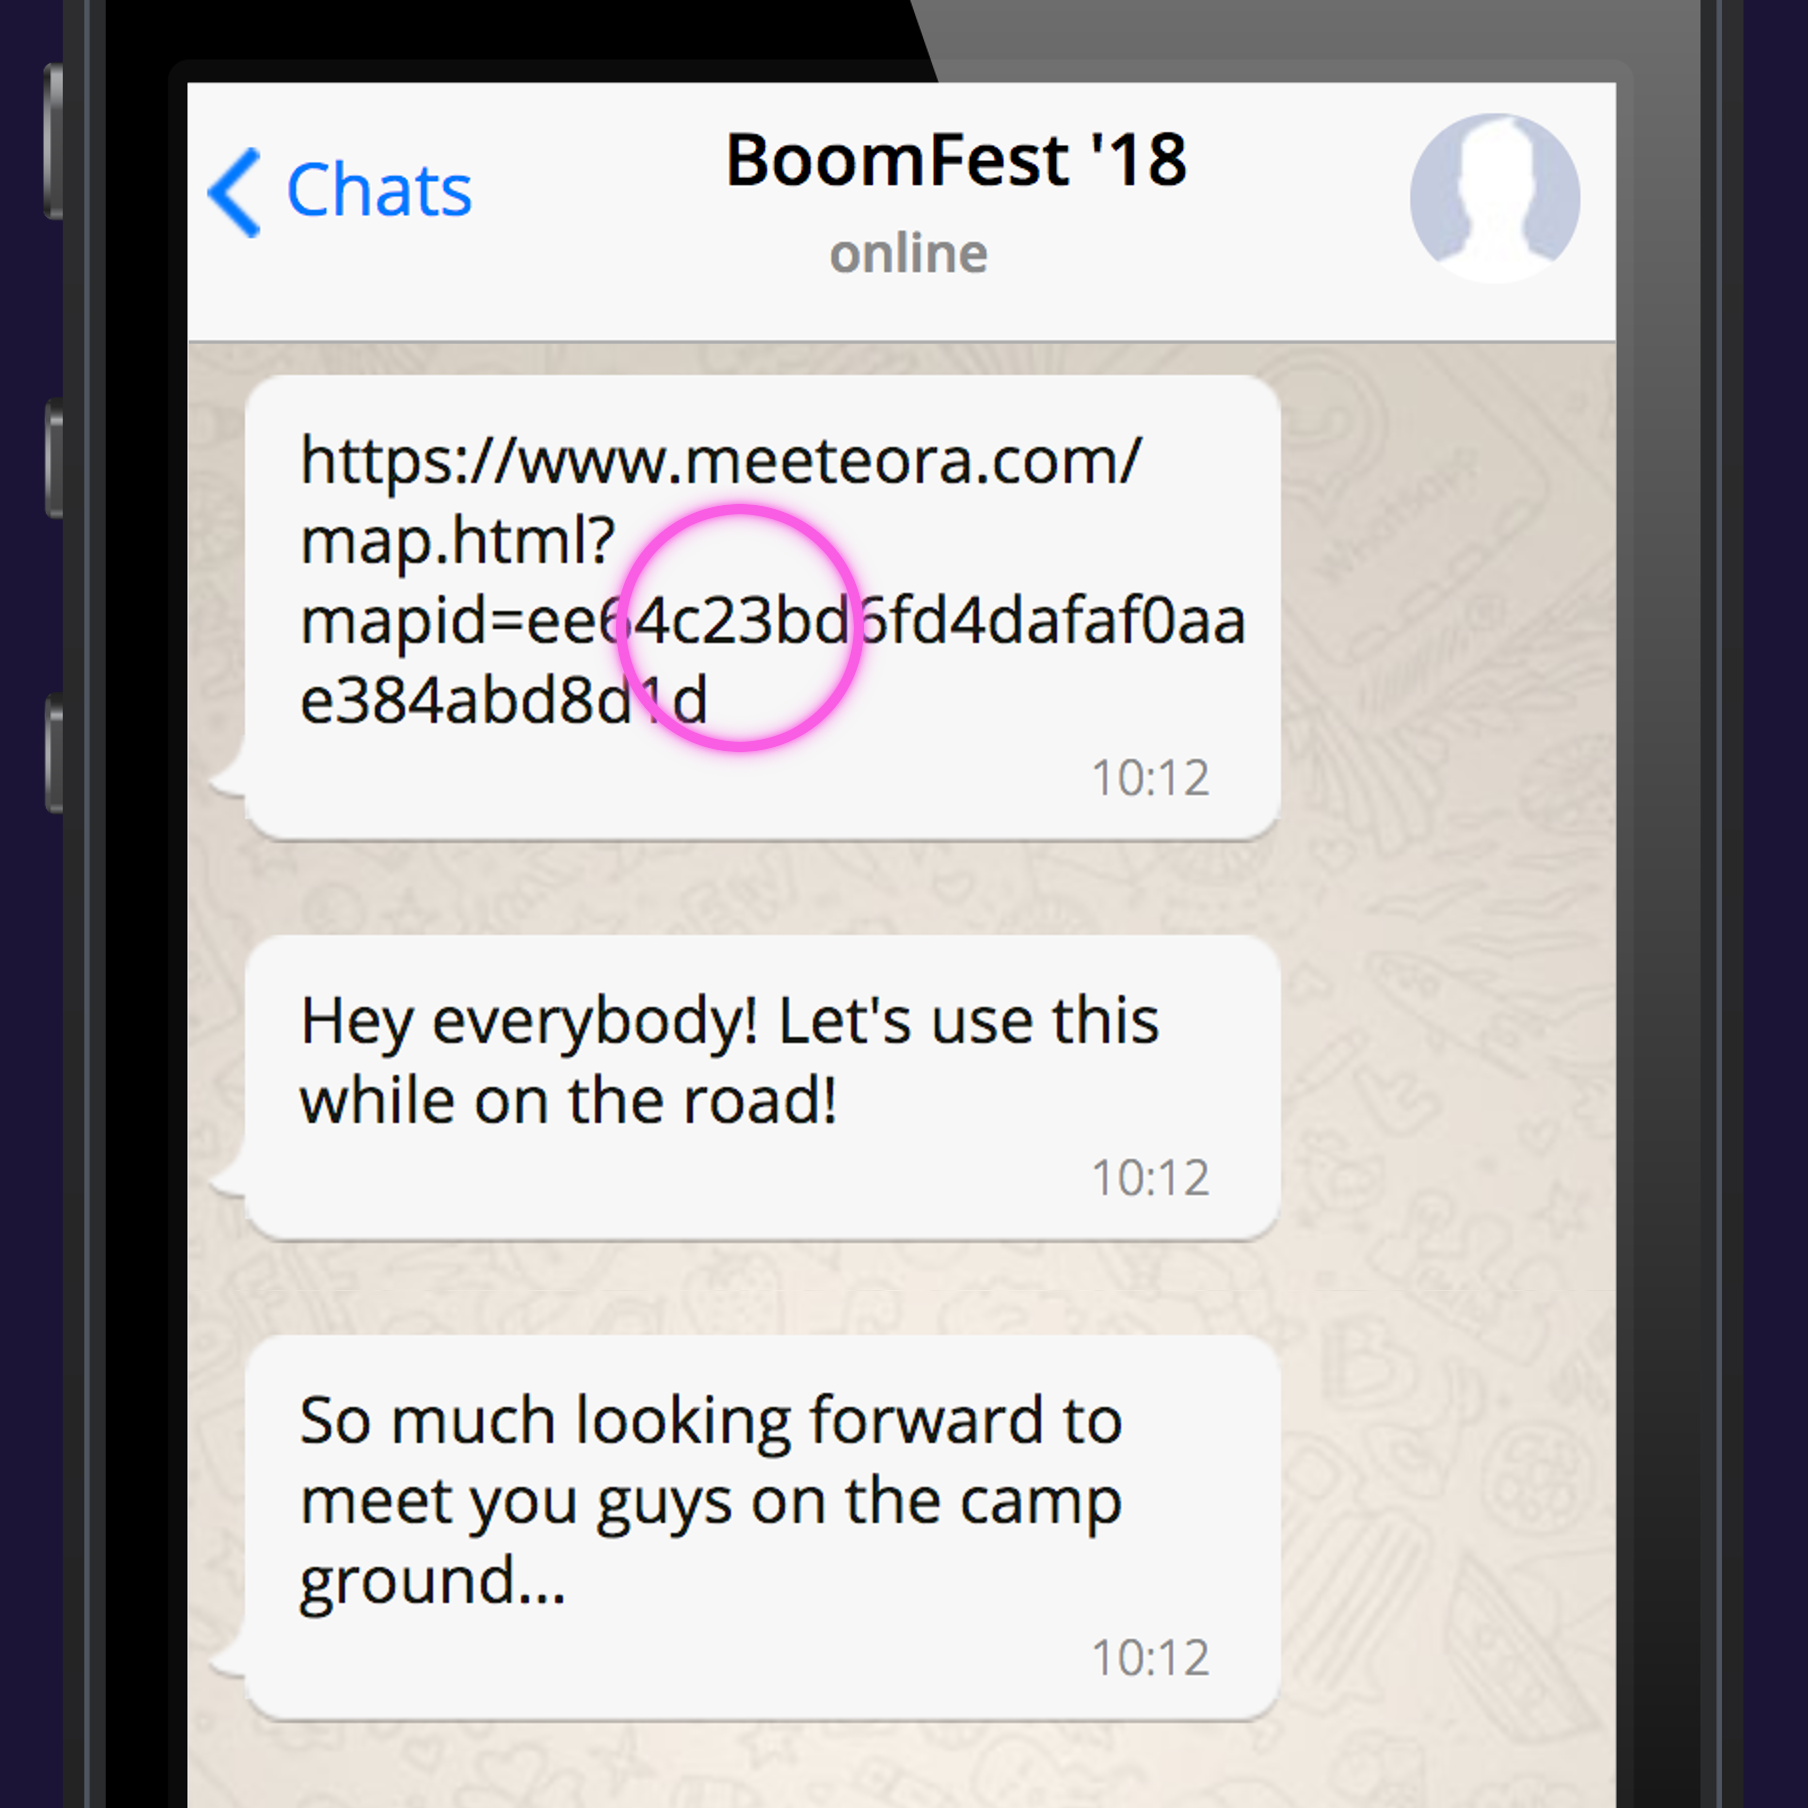 Chats
BoomFest '18
online
https://www.meeteora.com/
map.html?
mapid=ee64c23bd6fd4dafaf0aa
e384abd8d1d
10:12
Hey everybody! Let's use this
while on the road!
10:12
So much looking forward to
meet you guys on the camp
ground...
10:12